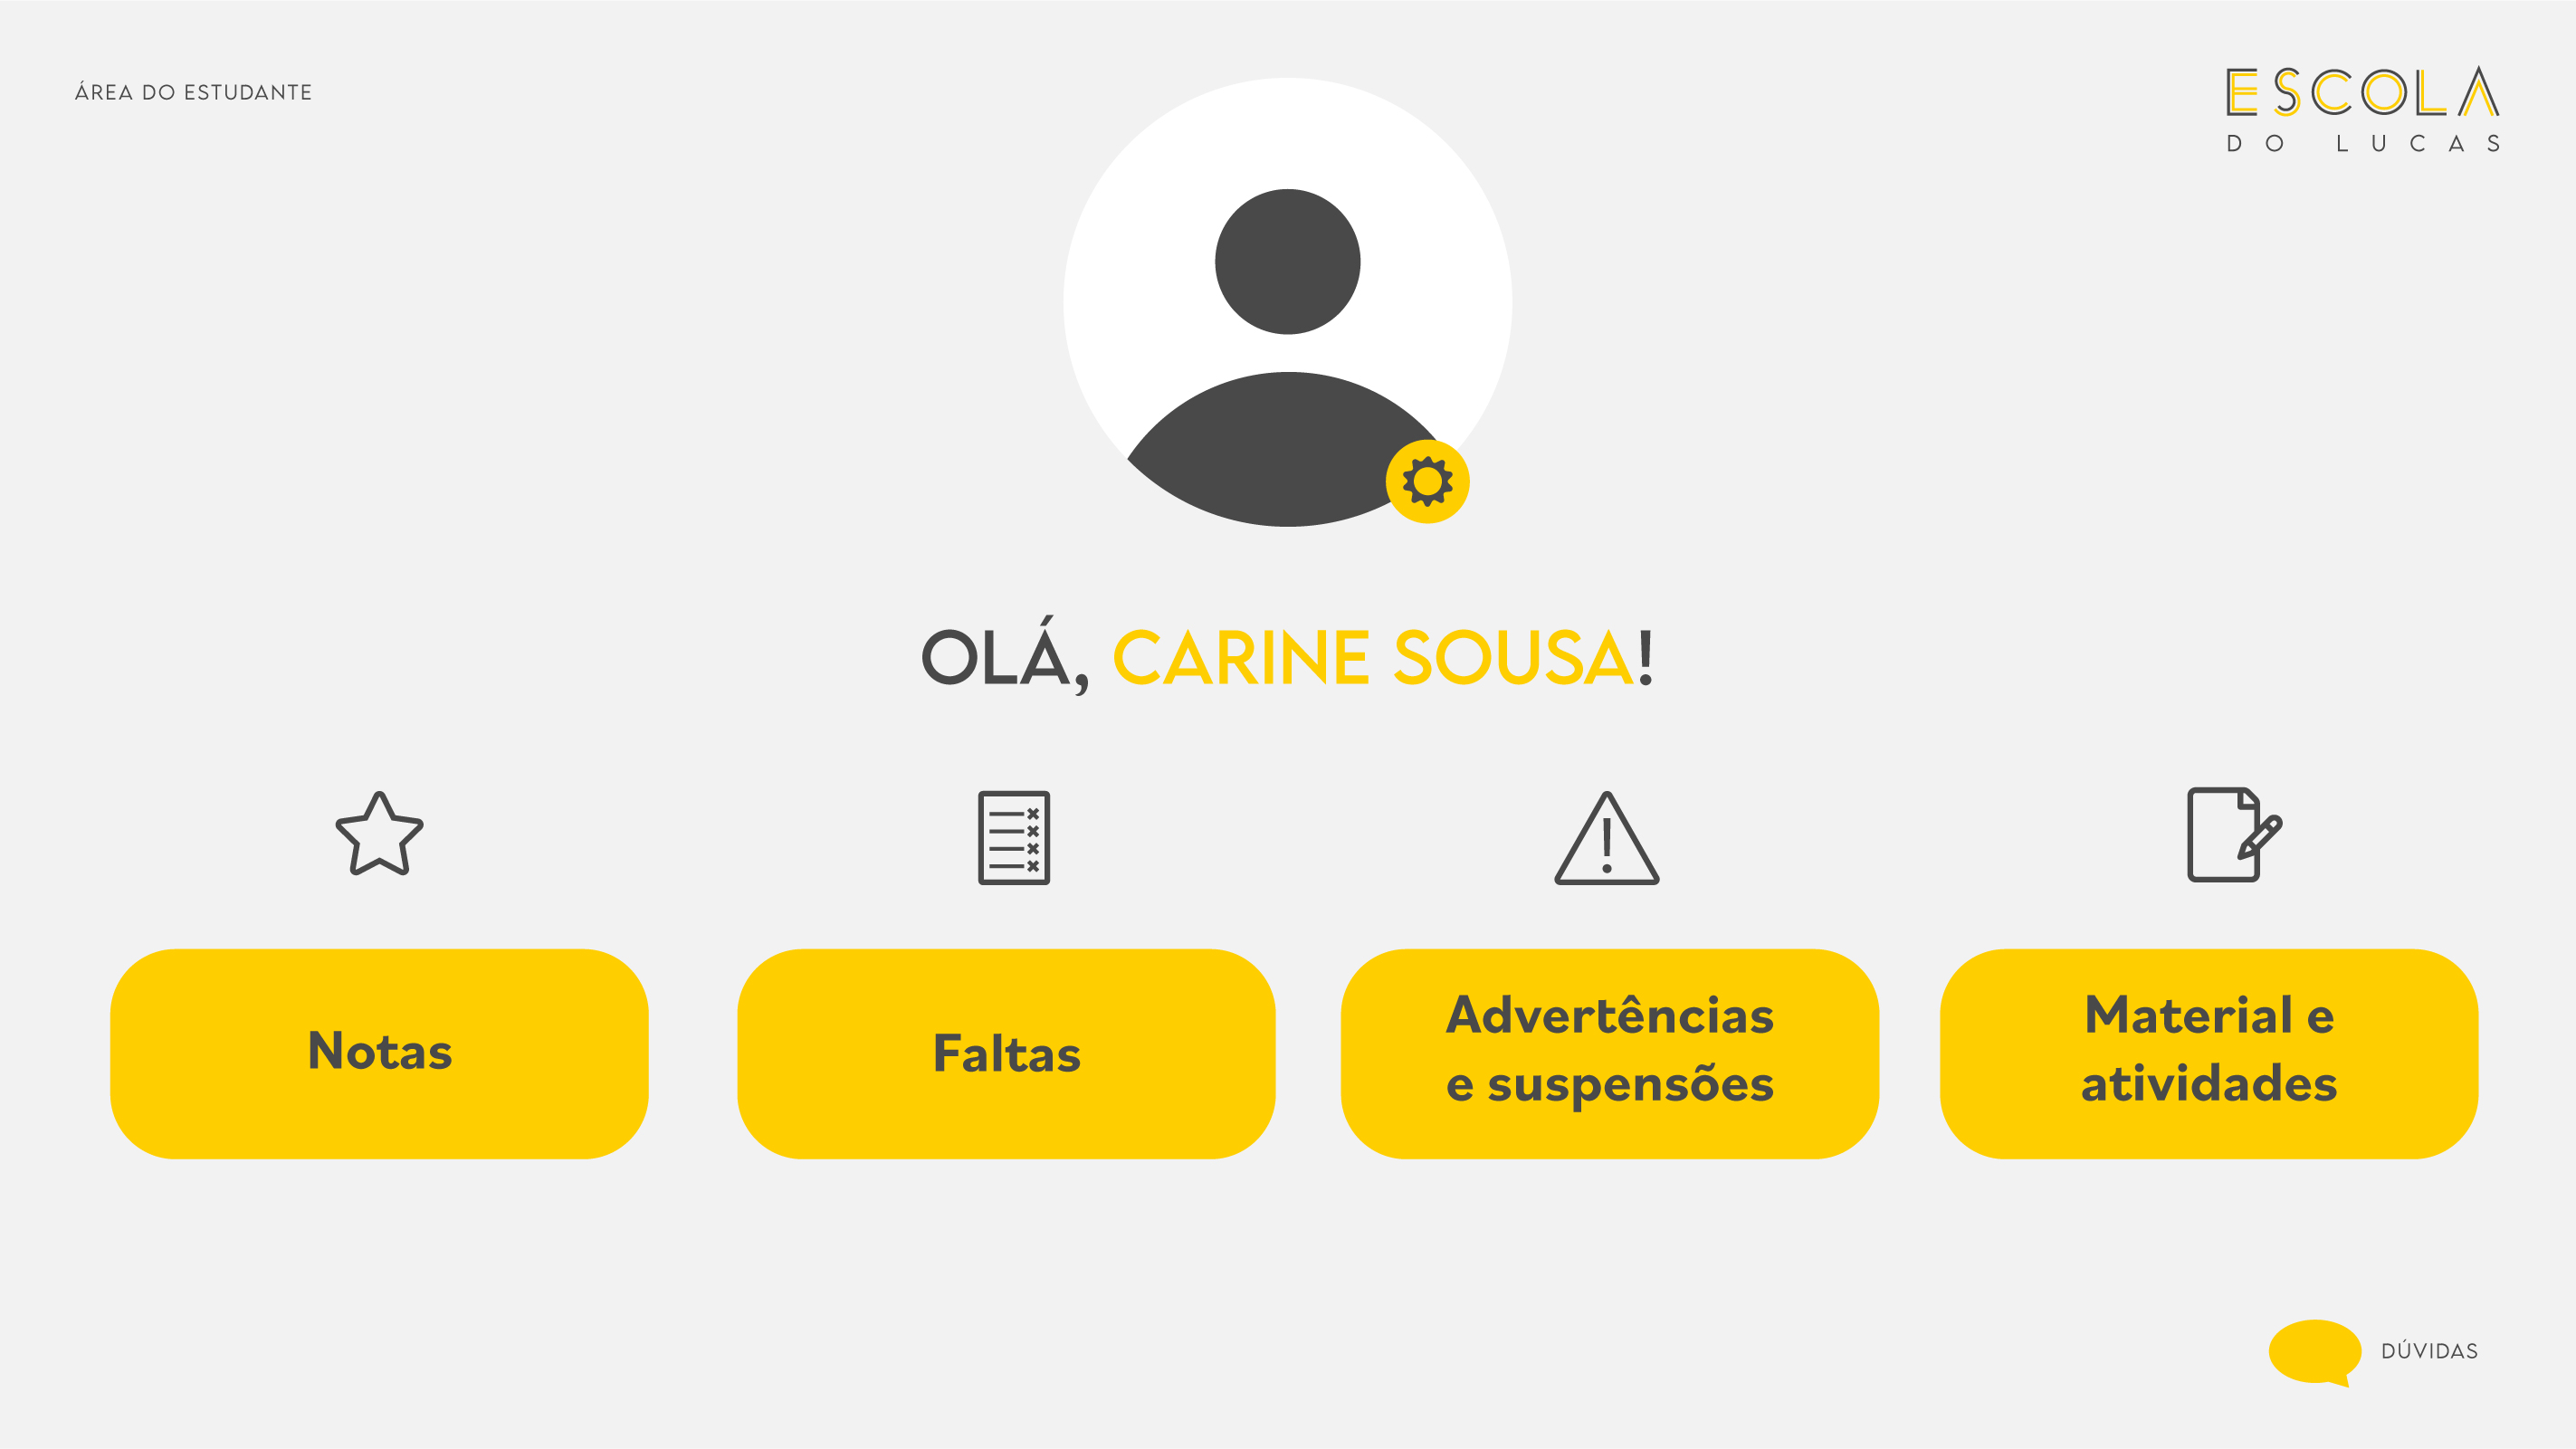 ÁREA DO ESTUDANTE
ESCOLA
DO LUCAS
OLÁ, CARINE SOUSA!
Notas
Faltas
Advertências
e suspensões
Material e
atividades
DÚVIDAS